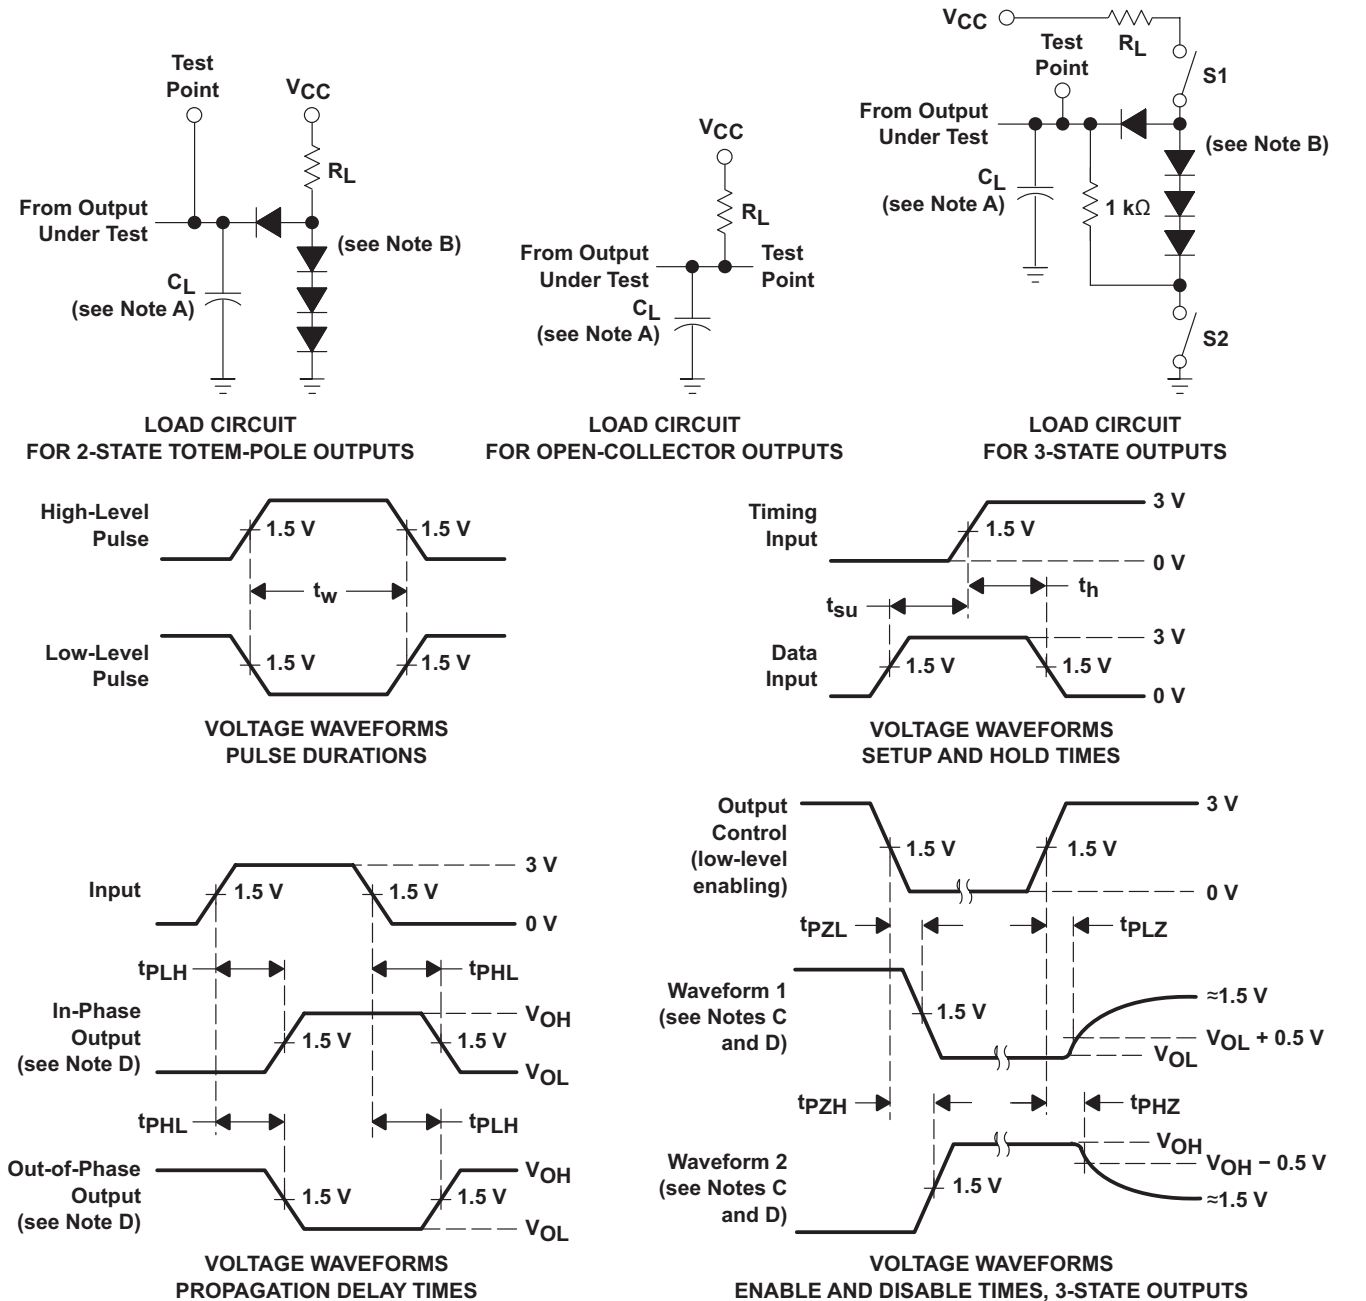 Test
Point
VCC
RL
From Output
Under Test
(see Note B)
CL
(see Note A)
LOAD CIRCUIT
FOR 2-STATE TOTEM-POLE OUTPUTS
VCC
RL
From Output
Under Test
Test
Point
CL
(see Note A)
LOAD CIRCUIT
FOR OPEN-COLLECTOR OUTPUTS
VCC
RL
Test
Point
S1
From Output
Under Test
(see Note B)
CL
(see Note A)
1 kΩ
S2
LOAD CIRCUIT
FOR 3-STATE OUTPUTS
High-Level
Pulse
1.5 V
1.5 V
tw
Low-Level
Pulse
1.5 V
1.5 V
VOLTAGE WAVEFORMS
PULSE DURATIONS
Timing
Input
3 V
1.5 V
0 V
th
tsu
3 V
Data
Input
1.5 V
1.5 V
0 V
VOLTAGE WAVEFORMS
SETUP AND HOLD TIMES
Input
3 V
1.5 V
1.5 V
0 V
tPLH
tPHL
In-Phase
Output
(see Note D)
VOH
1.5 V
1.5 V
VOL
tPHL
tPLH
Out-of-Phase
Output
(see Note D)
VOH
1.5 V
1.5 V
VOL
VOLTAGE WAVEFORMS
PROPAGATION DELAY TIMES
Output
Control
(low-level
enabling)
3 V
1.5 V
1.5 V
0 V
tPZL
tPLZ
Waveform 1
(see Notes C
and D)
1.5 V
≈1.5 V
VOL + 0.5 V
VOL
tPZH
tPHZ
Waveform 2
(see Notes C
and D)
1.5 V
VOH
VOH − 0.5 V
≈1.5 V
VOLTAGE WAVEFORMS
ENABLE AND DISABLE TIMES, 3-STATE OUTPUTS